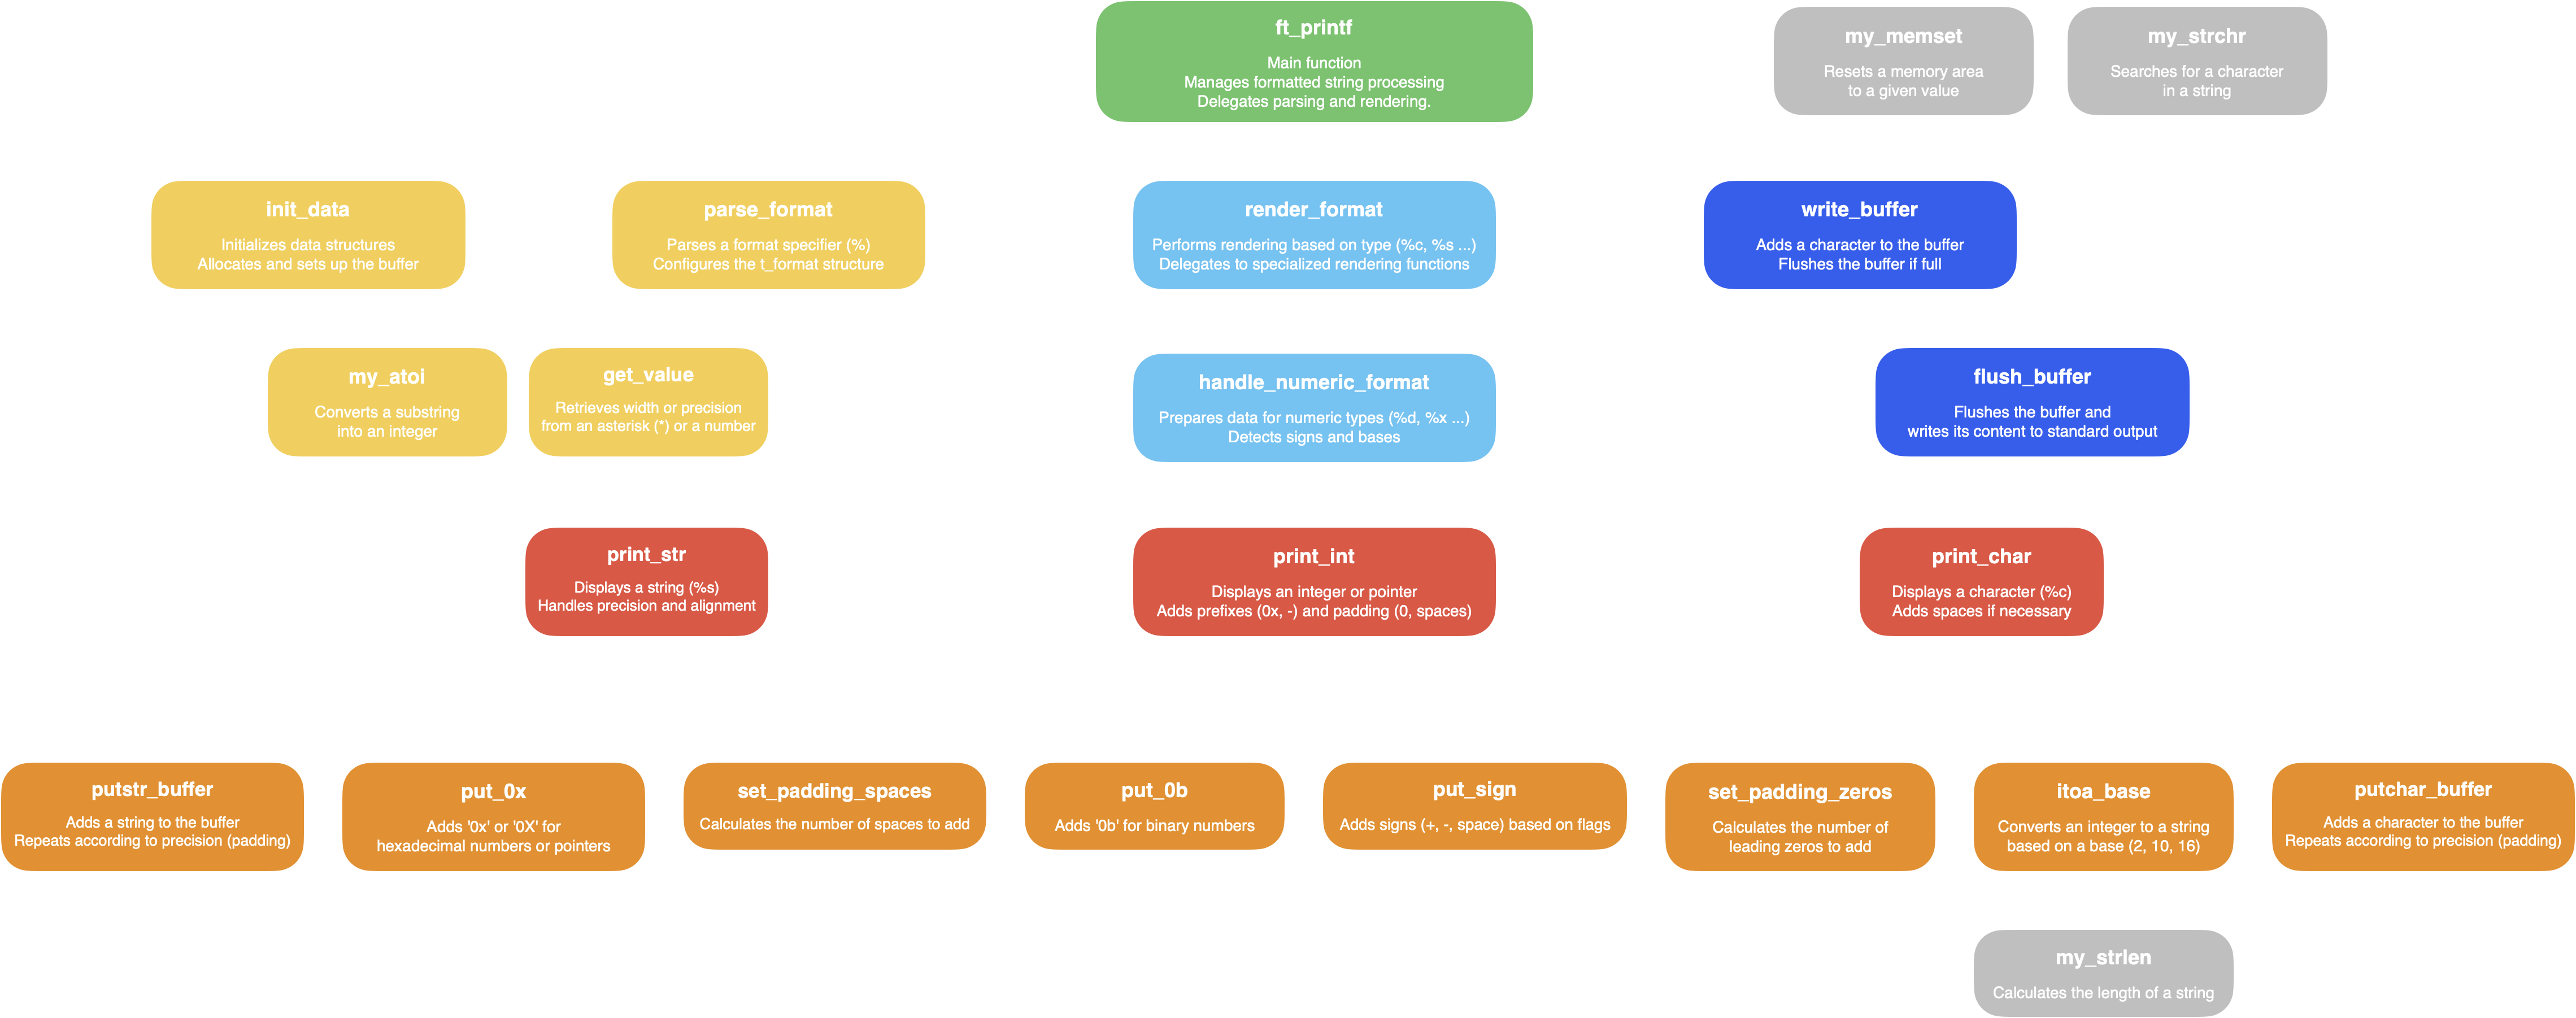 ft_printf
Main function
Manages formatted string processing
Delegates parsing and rendering.
my_memset
Resets a memory area
to a given value
my_strchr
Searches for a character
in a string
init_data
Initializes data structures
Allocates and sets up the buffer
parse_format
Parses a format specifier (%)
Configures the t_format structure
render_format
Performs rendering based on type (%c, %s ...)
Delegates to specialized rendering functions
write_buffer
Adds a character to the buffer
Flushes the buffer if full
my_atoi
Converts a substring
into an integer
get_value
Retrieves width or precision
from an asterisk (*) or a number
handle_numeric_format
Prepares data for numeric types (%d, %x ...)
Detects signs and bases
flush_buffer
Flushes the buffer and
writes its content to standard output
print_str
Displays a string (%s)
Handles precision and alignment
print_int
Displays an integer or pointer
Adds prefixes (0x, -) and padding (0, spaces)
print_char
Displays a character (%c)
Adds spaces if necessary
putstr_buffer
Adds a string to the buffer
Repeats according to precision (padding)
put_0x
Adds '0x' or '0X' for
hexadecimal numbers or pointers
set_padding_spaces
Calculates the number of spaces to add
put_0b
Adds '0b' for binary numbers
put_sign
Adds signs (+, -, space) based on flags
set_padding_zeros
Calculates the number of
leading zeros to add
itoa_base
Converts an integer to a string
based on a base (2, 10, 16)
putchar_buffer
Adds a character to the buffer
Repeats according to precision (padding)
my_strlen
Calculates the length of a string